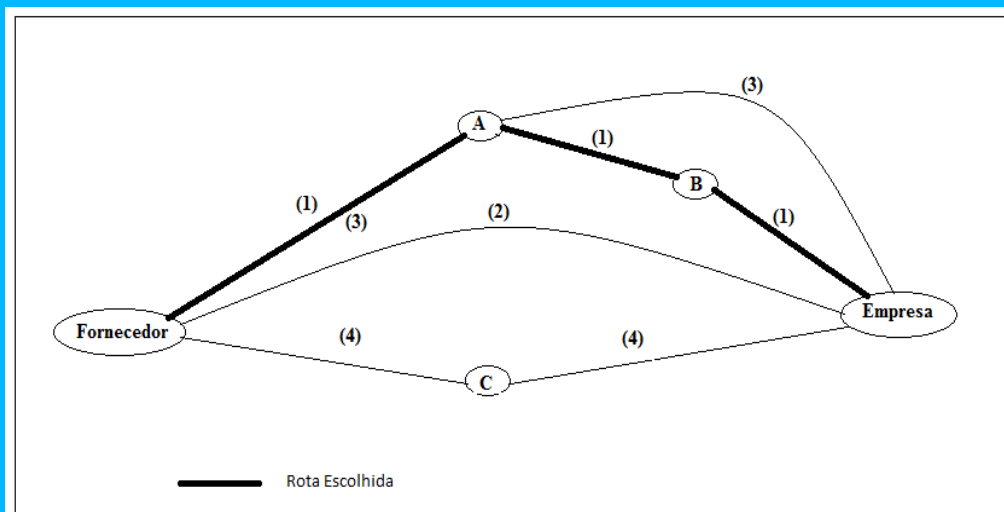 (3)
A
(1)
B
(1)
(2)
(1)
(3)
Empresa
Fornecedor
(4)
(4)
C
Rota Escolhida